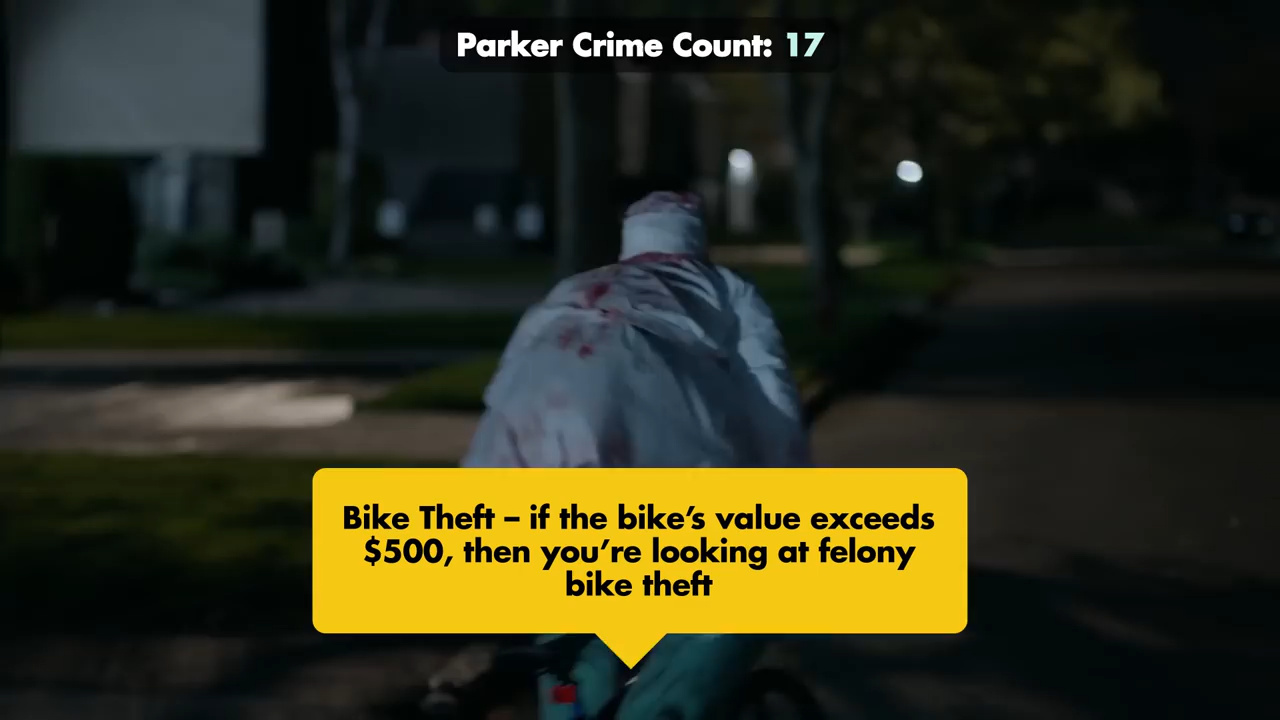 Parker Crime Count: 17
Bike Theft – if the bike’s value exceeds
$500, then you’re looking at felony
bike theft